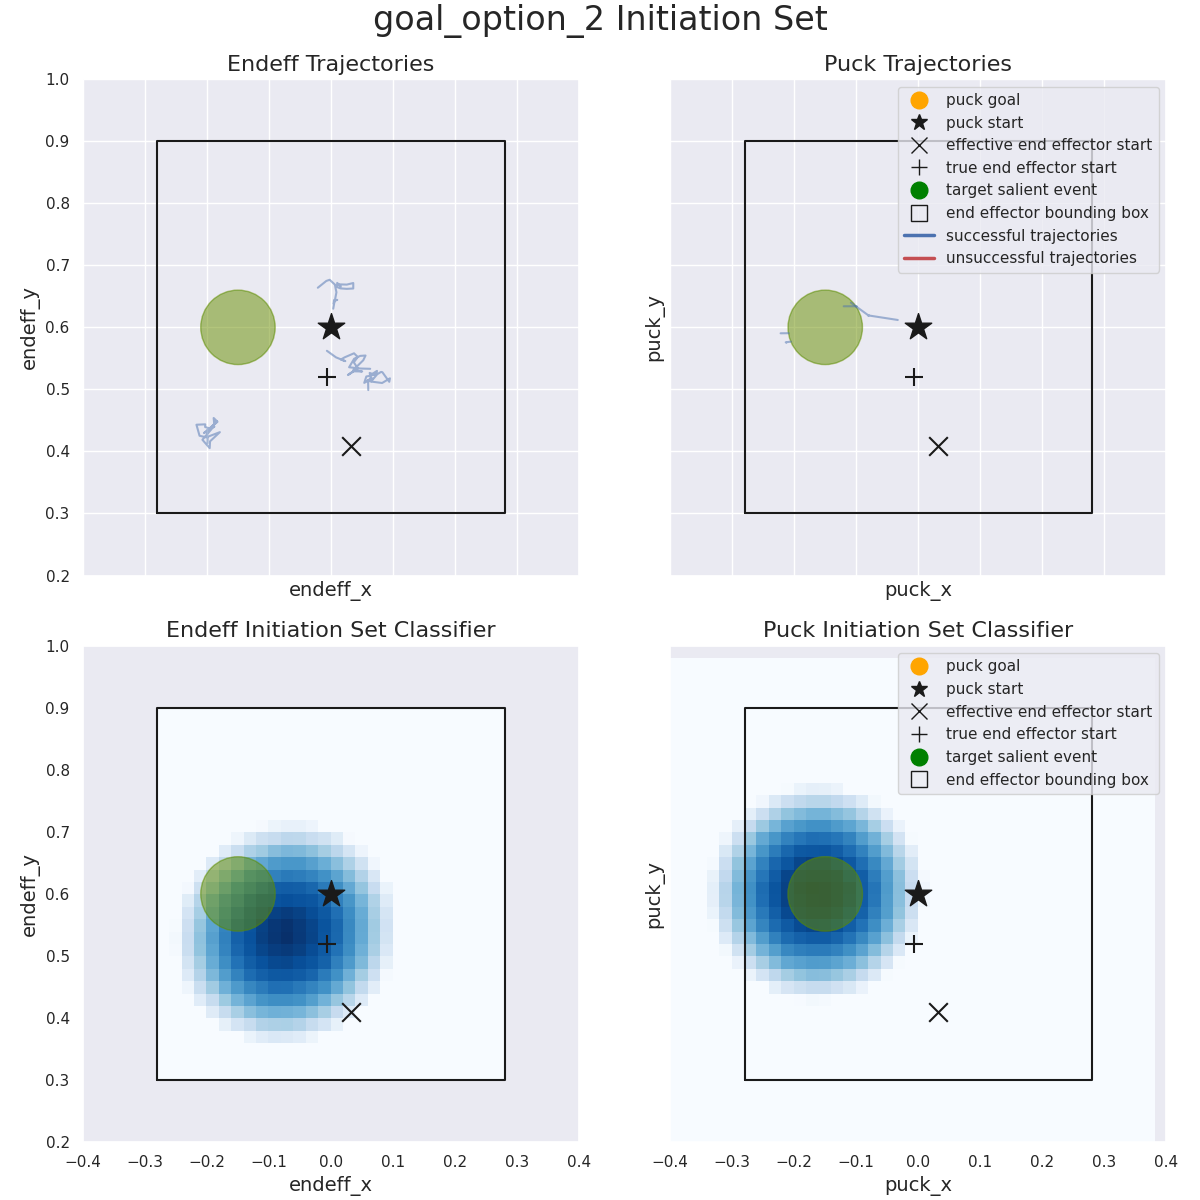 goal_option_2 Initiation Set
Endeff Trajectories
Puck Trajectories
1.0
0.9
0.8
0.7
0.6
0.5
0.4
0.3
0.2
endeff_y
endeff_x
puck_y
puck_x
puck goal
puck start
effective end effector start
true end effector start
target salient event
end effector bounding box
successful trajectories
unsuccessful trajectories
Endeff Initiation Set Classifier
Puck Initiation Set Classifier
1.0
0.9
0.8
0.7
0.6
0.5
0.4
0.3
0.2
endeff_y
−0.4 −0.3 −0.2 −0.1 0.0 0.1 0.2 0.3 0.4
endeff_x
puck_y
puck goal
puck start
effective end effector start
true end effector start
target salient event
end effector bounding box
−0.4 −0.3 −0.2 −0.1 0.0 0.1 0.2 0.3 0.4
puck_x